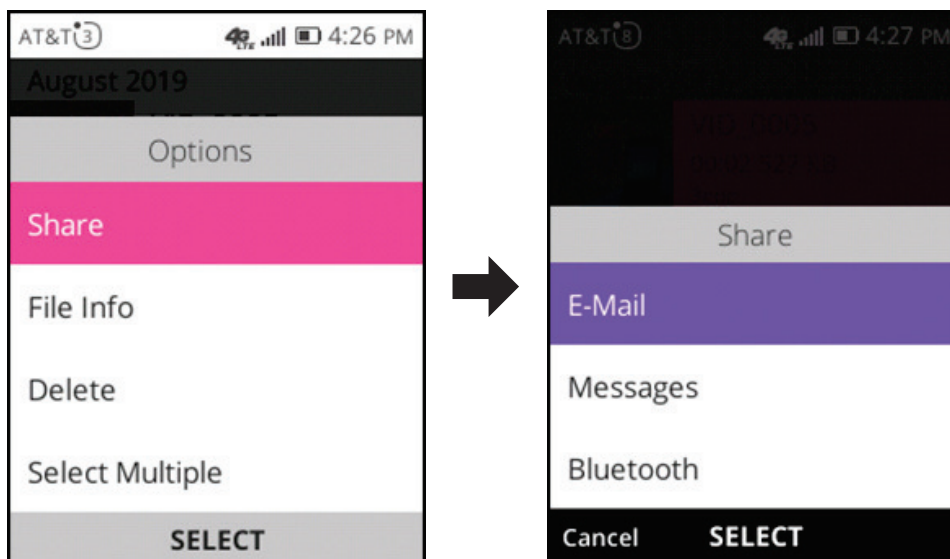 AT&T 3 4G LTE 4:26 PM
August 2019
Options
Share
File Info
Delete
Select Multiple
SELECT
AT&T 8 4G LTE 4:27 PM
VID_0005
Share
E-Mail
Messages
Bluetooth
Cancel SELECT